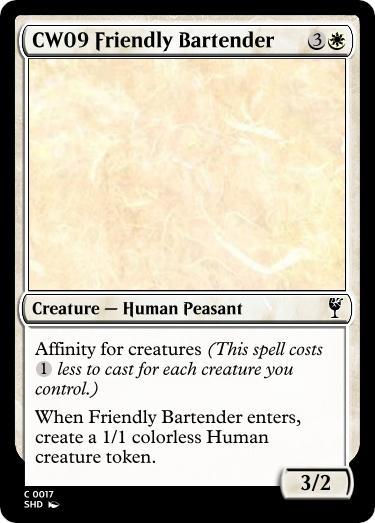 CW09 Friendly Bartender 3
Creature — Human Peasant
Affinity for creatures (This spell costs
1 less to cast for each creature you
control.)
When Friendly Bartender enters,
create a 1/1 colorless Human
creature token.
3/2
C 0017
SHD